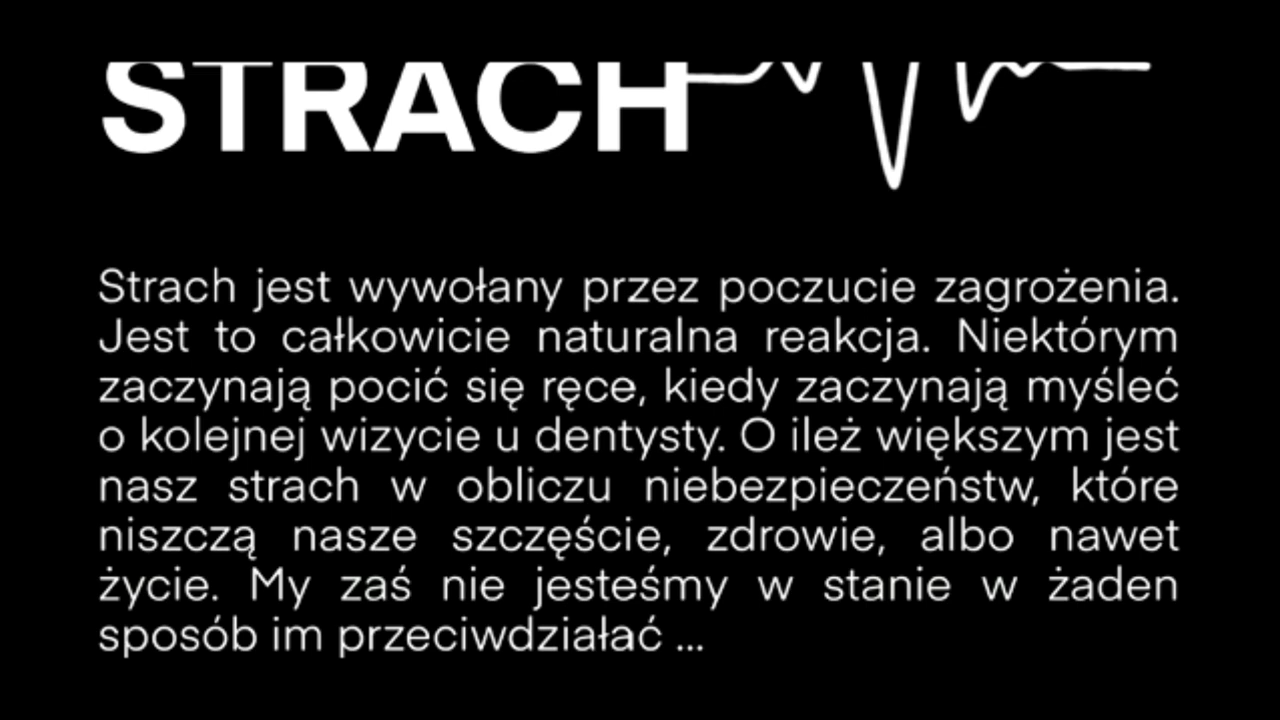 STRACH
Strach jest wywołany przez poczucie zagrożenia.
Jest to całkowicie naturalna reakcja. Niektórym
zaczynają pocić się ręce, kiedy zaczynają myśleć
o kolejnej wizycie u dentysty. O ileż większym jest
nasz strach w obliczu niebezpieczeństw, które
niszczą nasze szczęście, zdrowie, albo nawet
życie. My zaś nie jesteśmy w stanie w żaden
sposób im przeciwdziałać ...